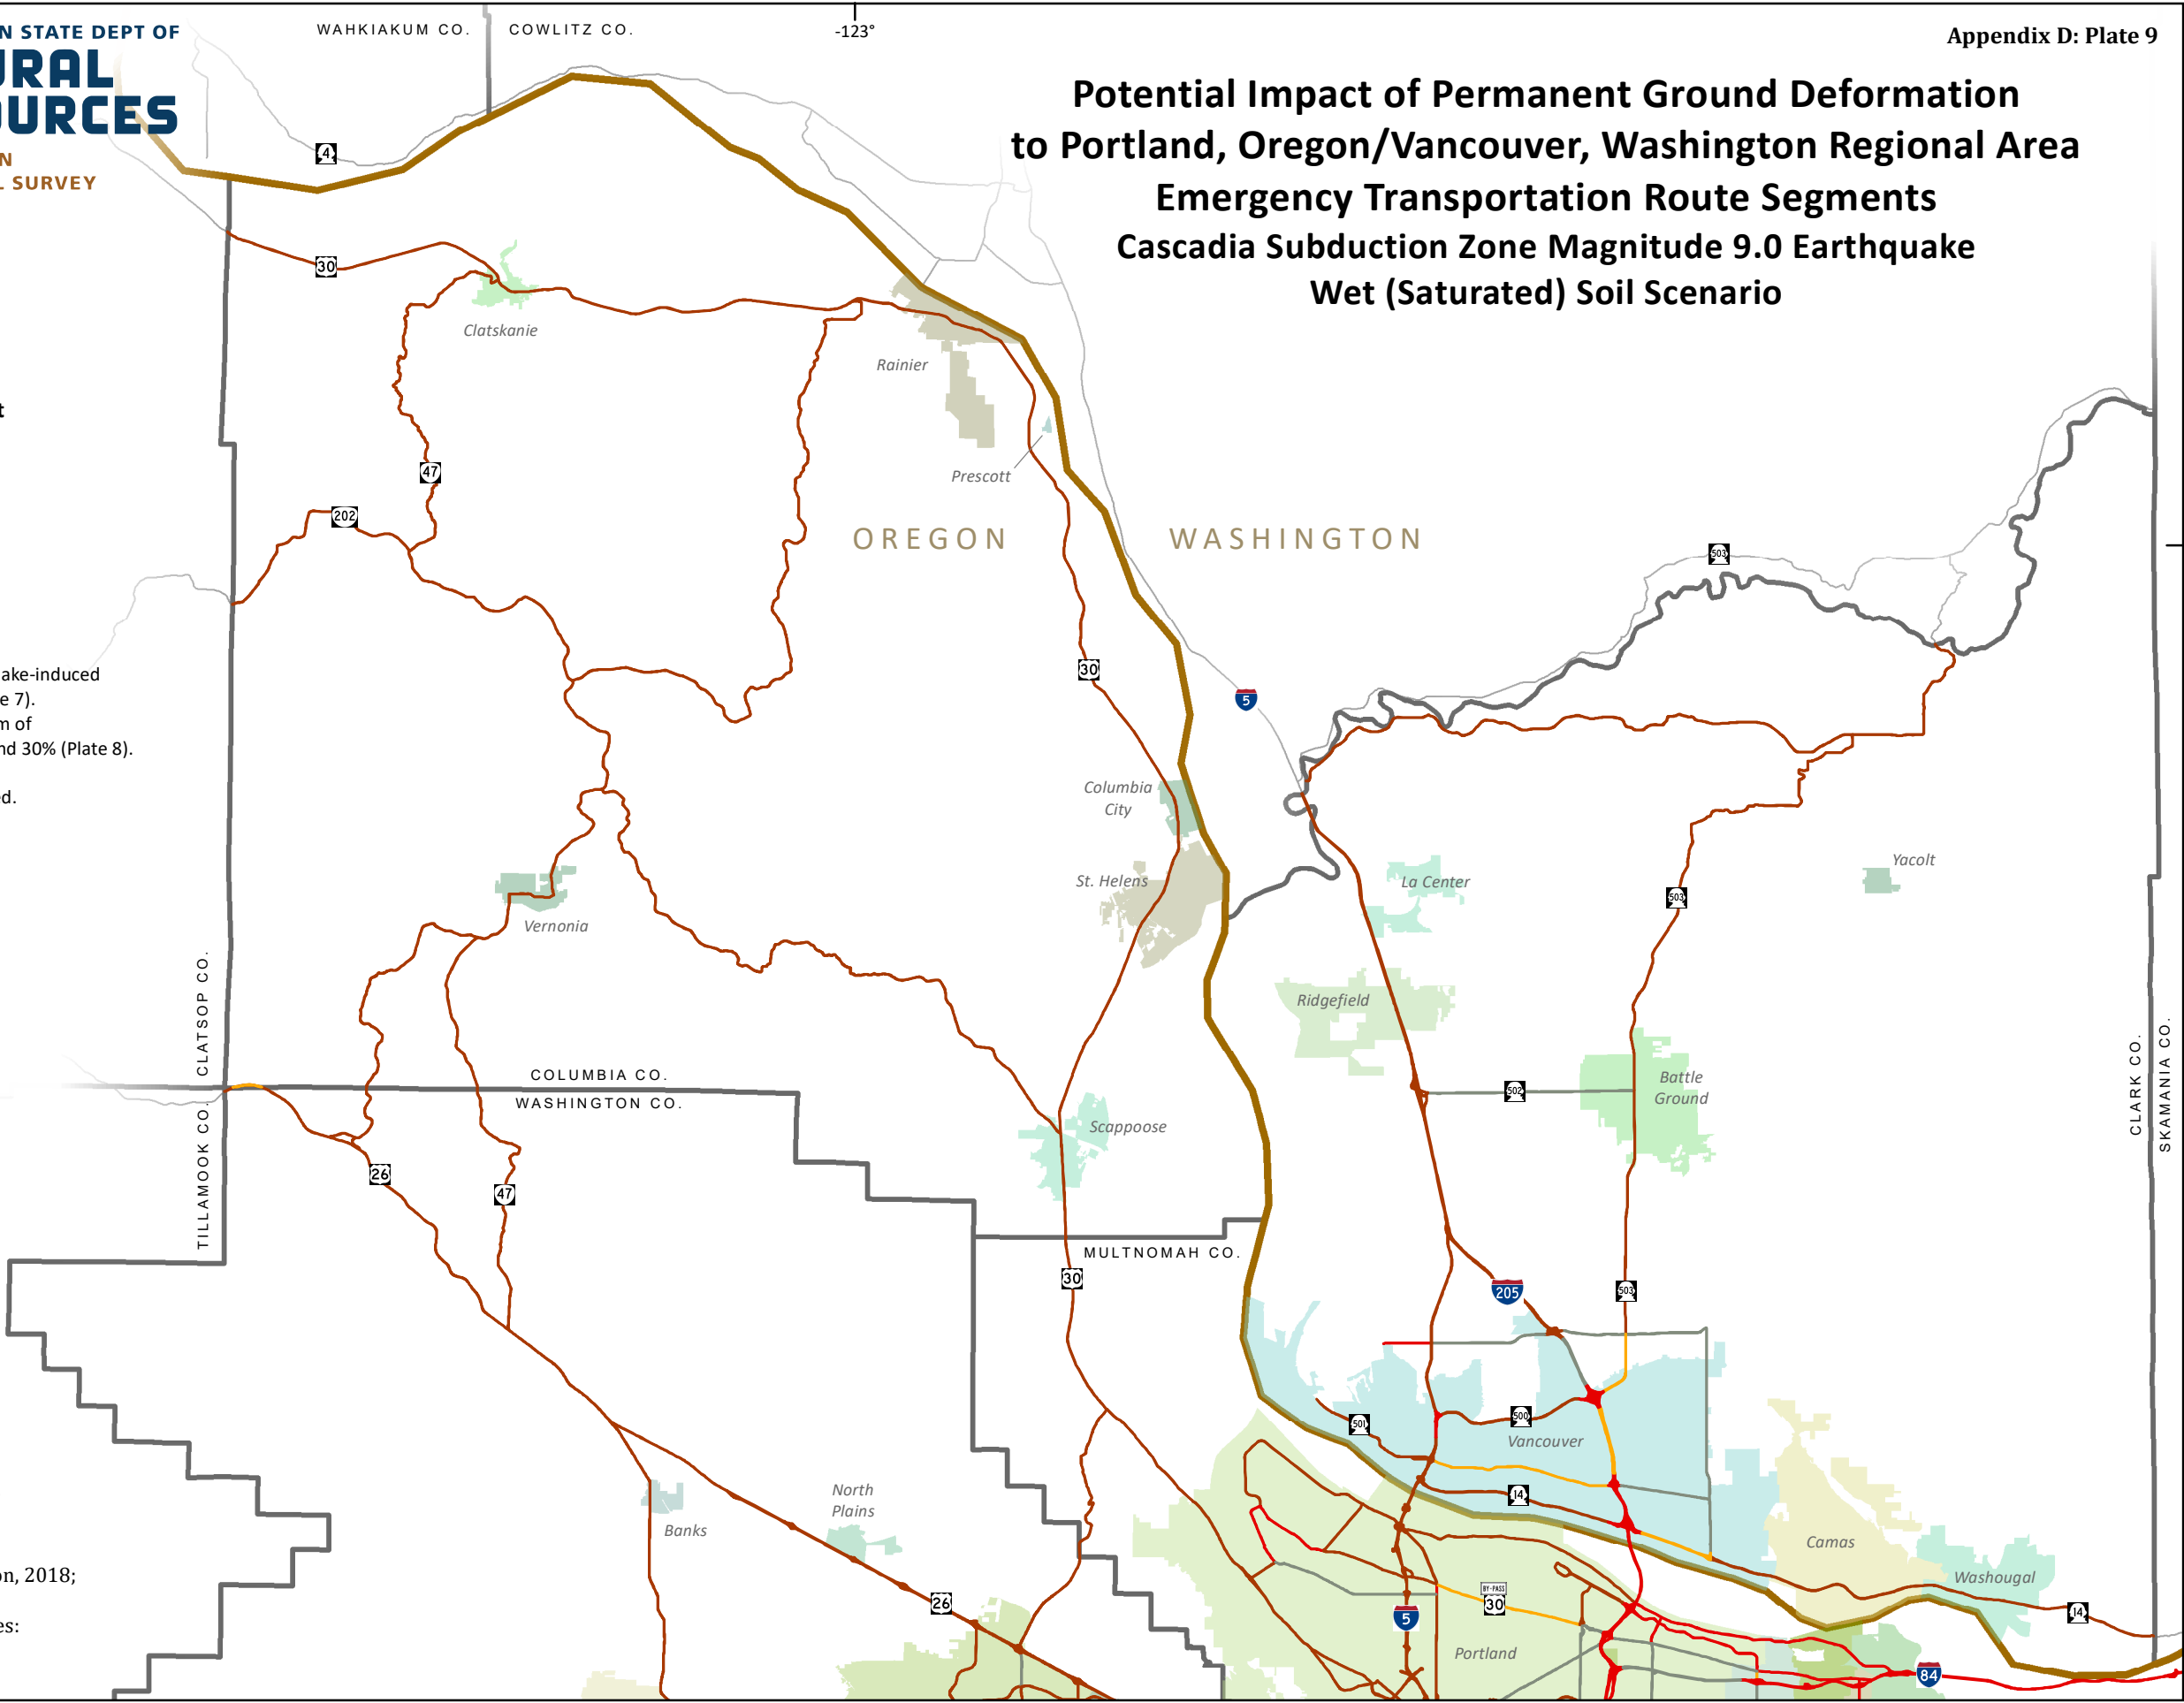 N STATE DEPT OF
URAL
OURCES
N
L SURVEY
WAHKIAKUM CO.
COWLITZ CO.
-123°
Appendix D: Plate 9
Potential Impact of Permanent Ground Deformation
to Portland, Oregon/Vancouver, Washington Regional Area
Emergency Transportation Route Segments
Cascadia Subduction Zone Magnitude 9.0 Earthquake
Wet (Saturated) Soil Scenario
4
30
Clatskanie
Rainier
t
47
Prescott
202
OREGON
WASHINGTON
503
ake-induced
e 7).
m of
nd 30% (Plate 8).
d.
30
5
Columbia
City
St. Helens
La Center
Yacolt
503
Vernonia
CLATSOP CO.
TILLAMOOK CO.
Ridgefield
COLUMBIA CO.
WASHINGTON CO.
502
Battle
Ground
CLARK CO.
SKAMANIA CO.
Scappoose
26
47
MULTNOMAH CO.
30
205
503
501
500
Vancouver
North
Plains
Banks
14
Camas
Washougal
on, 2018;
es:
26
BY-PASS
30
5
14
Portland
84